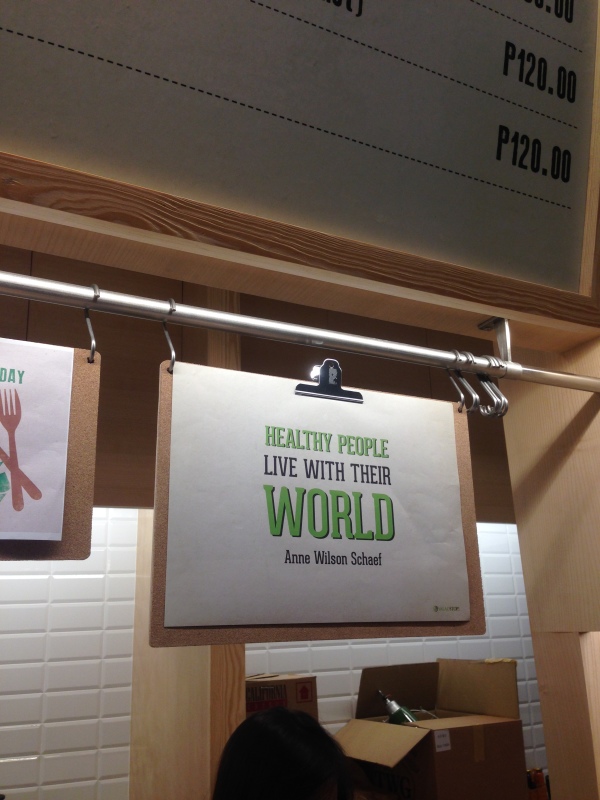 P120.00
P120.00
DAY
HEALTHY PEOPLE
LIVE WITH THEIR
WORLD
Anne Wilson Schaef